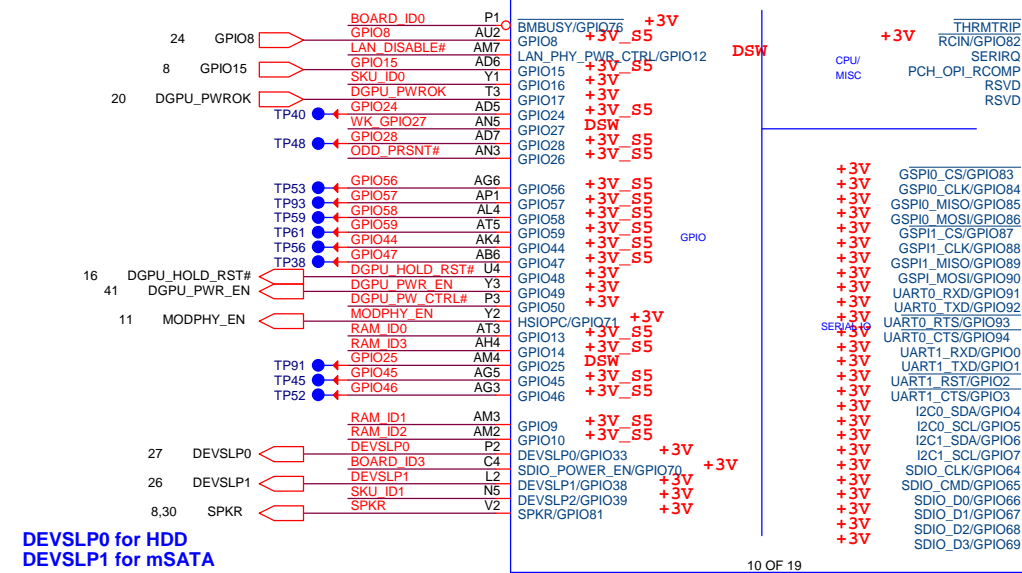 BOARD_ID0 P1 BMBUSY/GPIO76 +3V THRMTRIP
24 GPIO8 GPIO8 AU2 GPIO8 +3V_S5 +3V RCIN/GPIO82
LAN_DISABLE# AM7 LAN_PHY_PWR_CTRL/GPIO12 DSW CPU/ SERIRQ
8 GPIO15 GPIO15 AD6 GPIO15 +3V_S5 MISC PCH_OPI_RCOMP
SKU_ID0 Y1 GPIO16 +3V RSVD
20 DGPU_PWROK DGPU_PWROK T3 GPIO17 +3V RSVD
TP40 GPIO24 AD5 GPIO24 +3V_S5
WK_GPIO27 AN5 GPIO27 DSW
TP48 GPIO28 AD7 GPIO28 +3V_S5
ODD_PRSNT# AN3 GPIO26 +3V_S5
+3V GSPI0_CS/GPIO83
TP53 GPIO56 AG6 GPIO56 +3V_S5 +3V GSPI0_CLK/GPIO84
TP93 GPIO57 AP1 GPIO57 +3V_S5 +3V GSPI0_MISO/GPIO85
TP59 GPIO58 AL4 GPIO58 +3V_S5 +3V GSPI0_MOSI/GPIO86
TP61 GPIO59 AT5 GPIO59 +3V_S5 GPIO +3V GSPI1_CS/GPIO87
TP56 GPIO44 AK4 GPIO44 +3V_S5 +3V GSPI1_CLK/GPIO88
TP38 GPIO47 AB6 GPIO47 +3V_S5 +3V GSPI1_MISO/GPIO89
16 DGPU_HOLD_RST# DGPU_HOLD_RST# U4 GPIO48 +3V +3V GSPI_MOSI/GPIO90
41 DGPU_PWR_EN DGPU_PWR_EN Y3 GPIO49 +3V +3V UART0_RXD/GPIO91
DGPU_PW_CTRL# P3 GPIO50 +3V +3V UART0_TXD/GPIO92
11 MODPHY_EN MODPHY_EN Y2 HSIOPC/GPIO71 +3V SERIAL IO +3V UART0_RTS/GPIO93
RAM_ID0 AT3 GPIO13 +3V_S5 +3V UART0_CTS/GPIO94
RAM_ID3 AH4 GPIO14 +3V_S5 +3V UART1_RXD/GPIO0
TP91 GPIO25 AM4 GPIO25 DSW +3V UART1_TXD/GPIO1
TP45 GPIO45 AG5 GPIO45 +3V_S5 +3V UART1_RST/GPIO2
TP52 GPIO46 AG3 GPIO46 +3V_S5 +3V UART1_CTS/GPIO3
+3V I2C0_SDA/GPIO4
RAM_ID1 AM3 GPIO9 +3V_S5 +3V I2C0_SCL/GPIO5
RAM_ID2 AM2 GPIO10 +3V_S5 +3V I2C1_SDA/GPIO6
27 DEVSLP0 DEVSLP0 P2 DEVSLP0/GPIO33 +3V +3V I2C1_SCL/GPIO7
BOARD_ID3 C4 SDIO_POWER_EN/GPIO70 +3V +3V SDIO_CLK/GPIO64
26 DEVSLP1 DEVSLP1 L2 DEVSLP1/GPIO38 +3V +3V SDIO_CMD/GPIO65
SKU_ID1 N5 DEVSLP2/GPIO39 +3V +3V SDIO_D0/GPIO66
8,30 SPKR SPKR V2 SPKR/GPIO81 +3V +3V SDIO_D1/GPIO67
+3V SDIO_D2/GPIO68
DEVSLP0 for HDD +3V SDIO_D3/GPIO69
DEVSLP1 for mSATA
10 OF 19